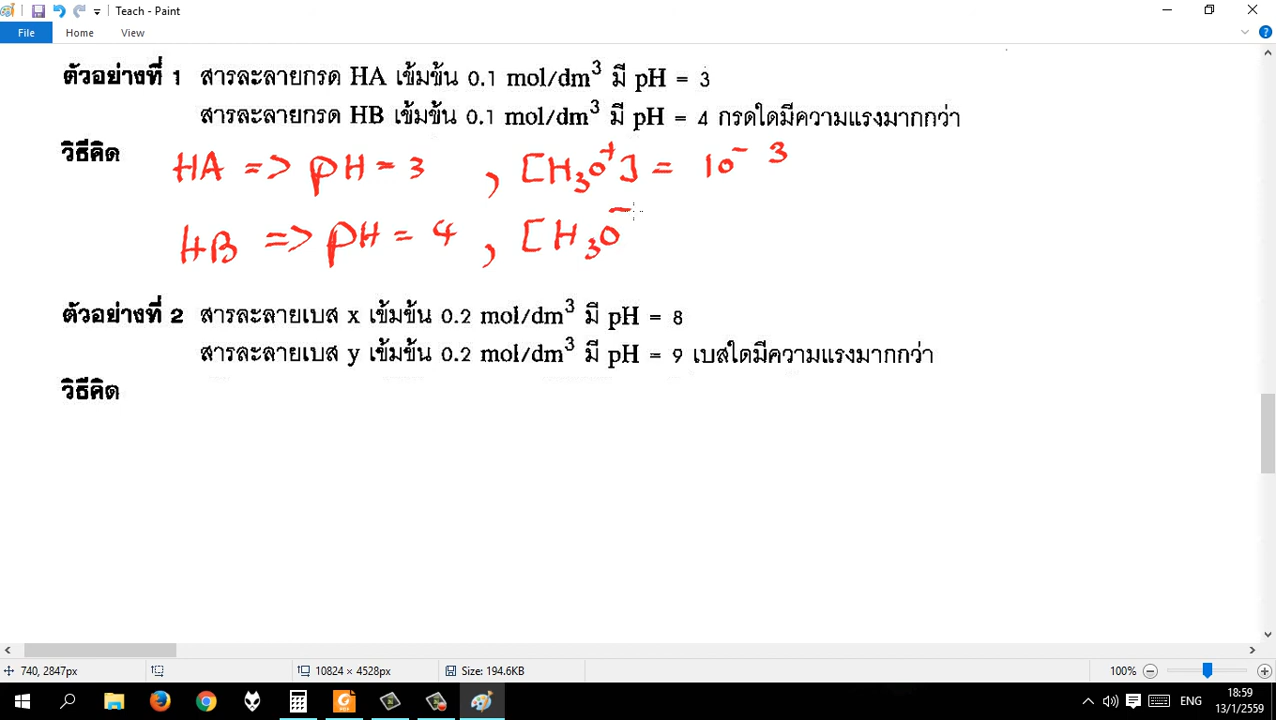 Teach - Paint
File Home View
ตัวอย่างที่ 1 สารละลายกรด HA เข้มข้น 0.1 mol/dm³ มี pH = 3
สารละลายกรด HB เข้มข้น 0.1 mol/dm³ มี pH = 4 กรดใดมีความแรงมากกว่า
วิธีคิด
HA => pH = 3 , [H₃O⁺] = 10⁻ ³
HB => pH = 4 , [H₃O⁻
ตัวอย่างที่ 2 สารละลายเบส x เข้มข้น 0.2 mol/dm³ มี pH = 8
สารละลายเบส y เข้มข้น 0.2 mol/dm³ มี pH = 9 เบสใดมีความแรงมากกว่า
วิธีคิด
740, 2847px 10824 × 4528px Size: 194.6KB 100%
ENG 18:59
13/1/2559